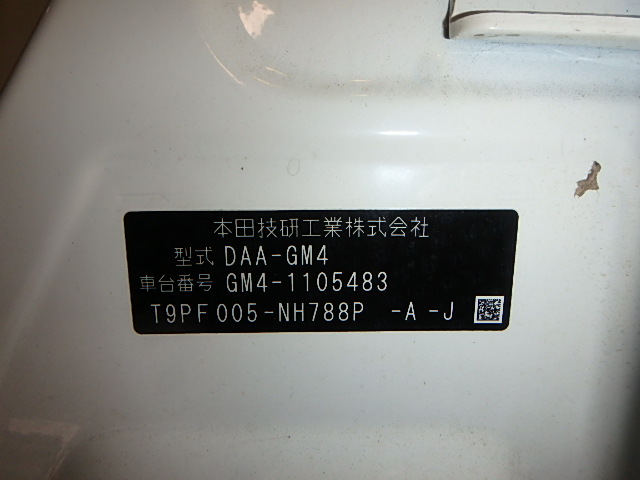 本田技研工業株式会社
型式 DAA-GM4
車台番号 GM4-1105483
T9PF005-NH788P -A-J